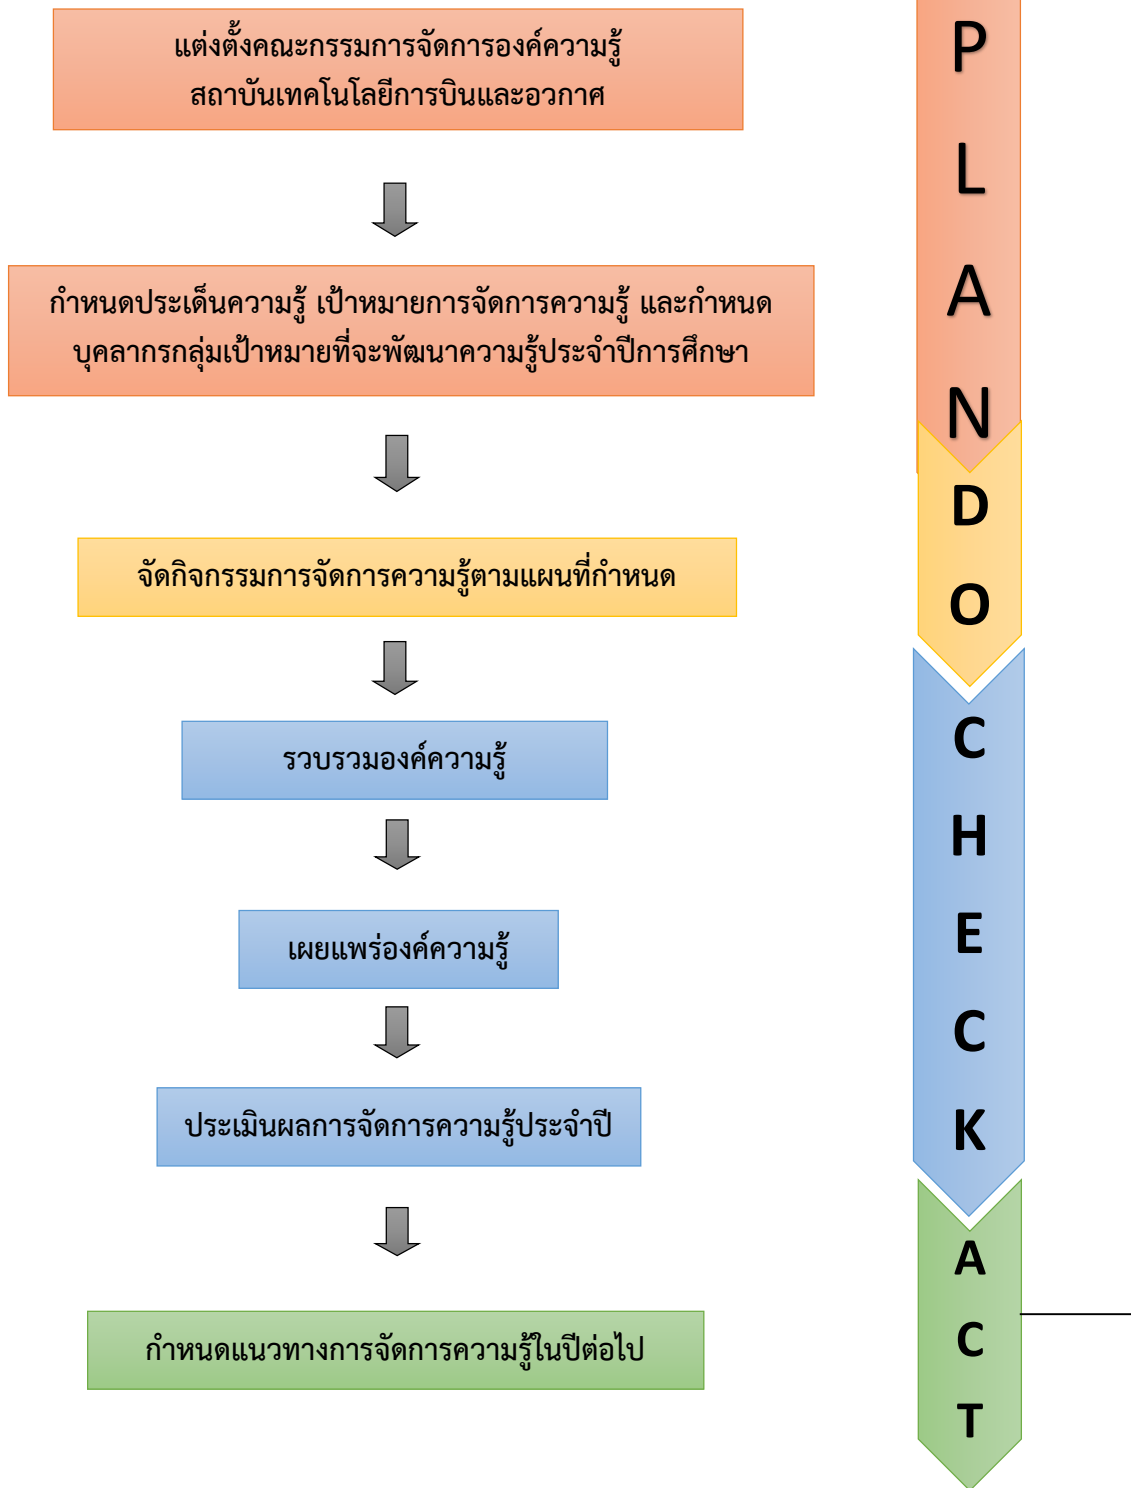 แต่งตั้งคณะกรรมการจัดการองค์ความรู้
สถาบันเทคโนโลยีการบินและอวกาศ
กำหนดประเด็นความรู้ เป้าหมายการจัดการความรู้ และกำหนด
บุคลากรกลุ่มเป้าหมายที่จะพัฒนาความรู้ประจำปีการศึกษา
จัดกิจกรรมการจัดการความรู้ตามแผนที่กำหนด
รวบรวมองค์ความรู้
เผยแพร่องค์ความรู้
ประเมินผลการจัดการความรู้ประจำปี
กำหนดแนวทางการจัดการความรู้ในปีต่อไป
P
L
A
N
D
O
C
H
E
C
K
A
C
T